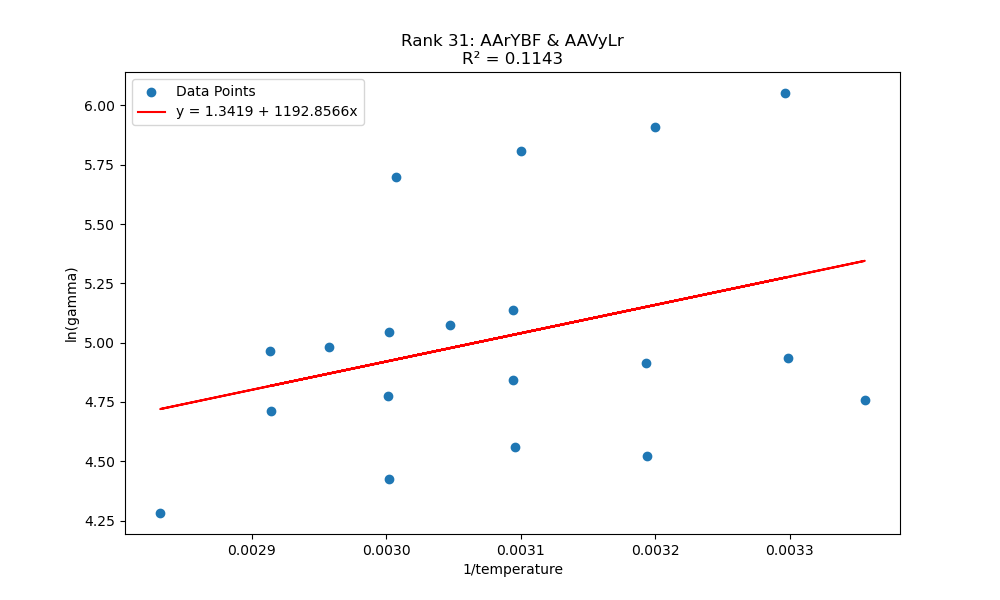 Rank 31: AArYBF & AAVyLr
R² = 0.1143
Data Points
y = 1.3419 + 1192.8566x
6.00
5.75
5.50
5.25
5.00
4.75
4.50
4.25
ln(gamma)
0.0029 0.0030 0.0031 0.0032 0.0033
1/temperature